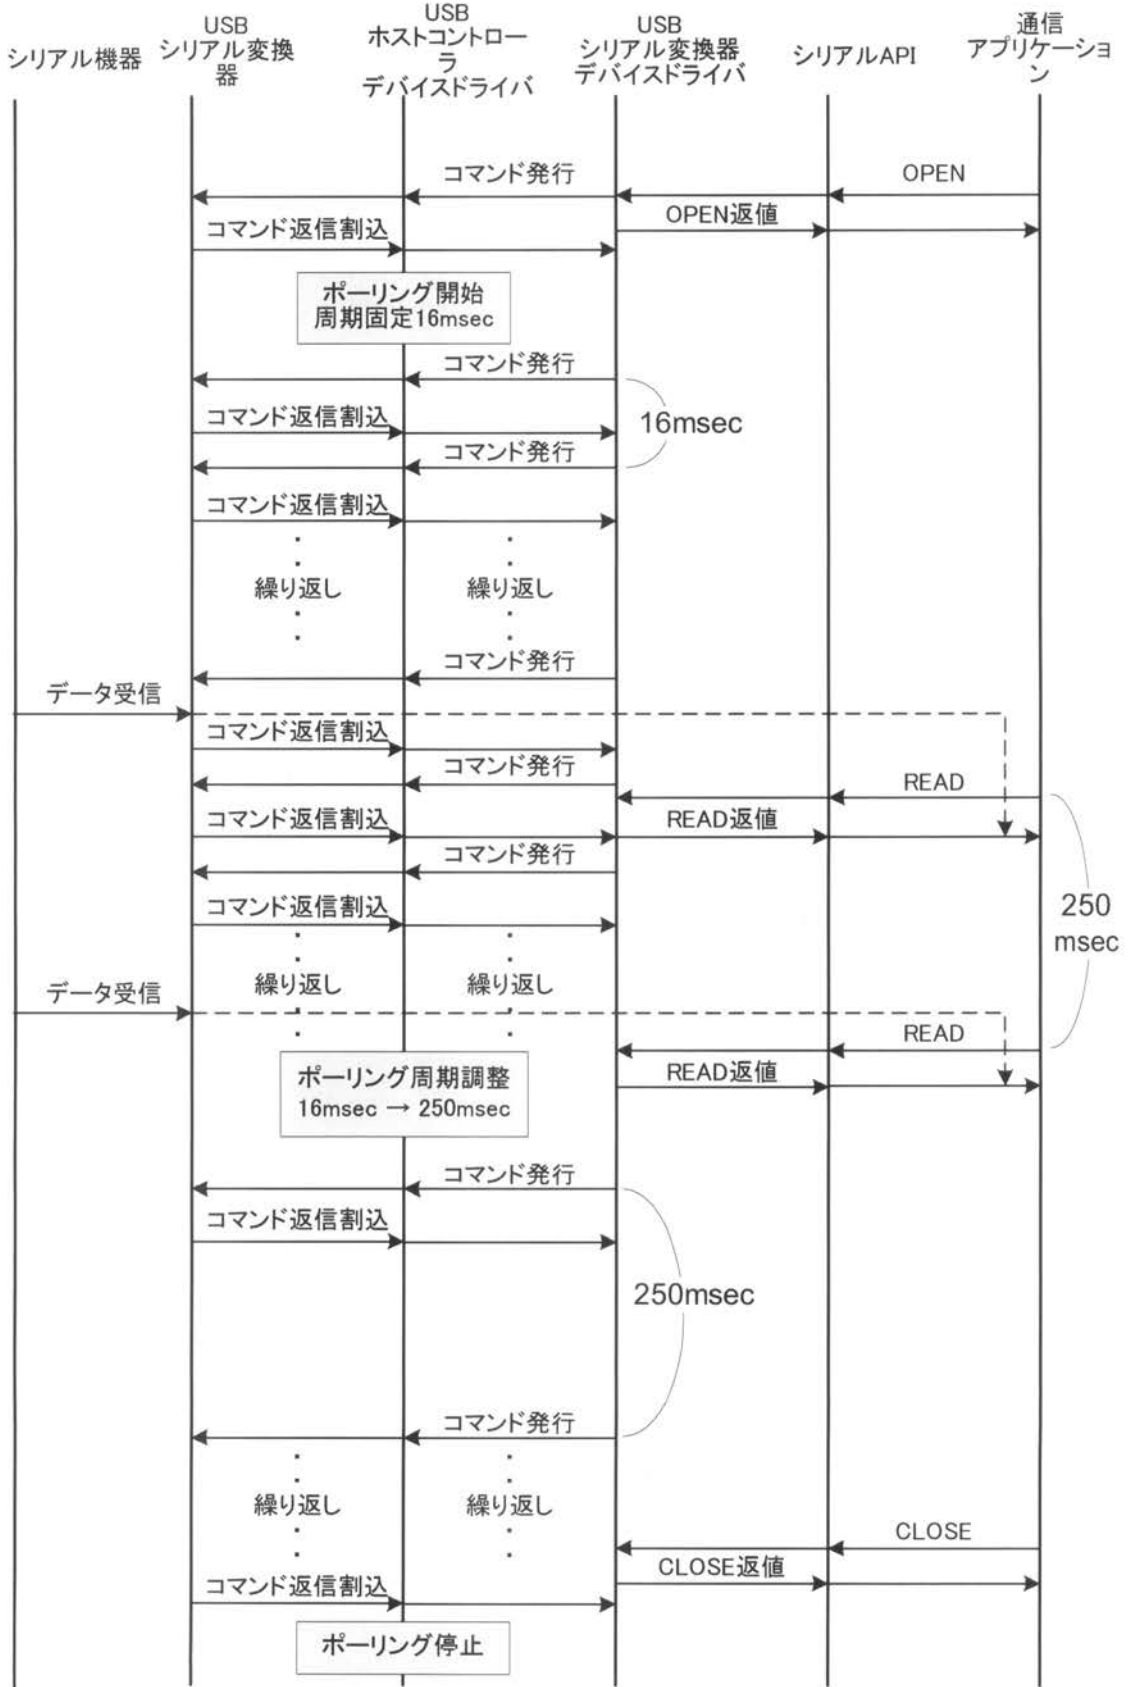 シリアル機器
USB
シリアル変換
器
USB
ホストコントロー
ラ
デバイスドライバ
USB
シリアル変換器
デバイスドライバ
シリアルAPI
通信
アプリケーショ
ン
コマンド発行
OPEN
コマンド返信割込
OPEN返値
ポーリング開始
周期固定16msec
コマンド発行
コマンド返信割込
16msec
コマンド発行
コマンド返信割込
繰り返し
繰り返し
コマンド発行
データ受信
コマンド返信割込
コマンド発行
READ
コマンド返信割込
READ返値
コマンド発行
コマンド返信割込
250
msec
繰り返し
繰り返し
データ受信
READ
ポーリング周期調整
16msec → 250msec
READ返値
コマンド発行
コマンド返信割込
250msec
コマンド発行
繰り返し
繰り返し
CLOSE
CLOSE返値
コマンド返信割込
ポーリング停止